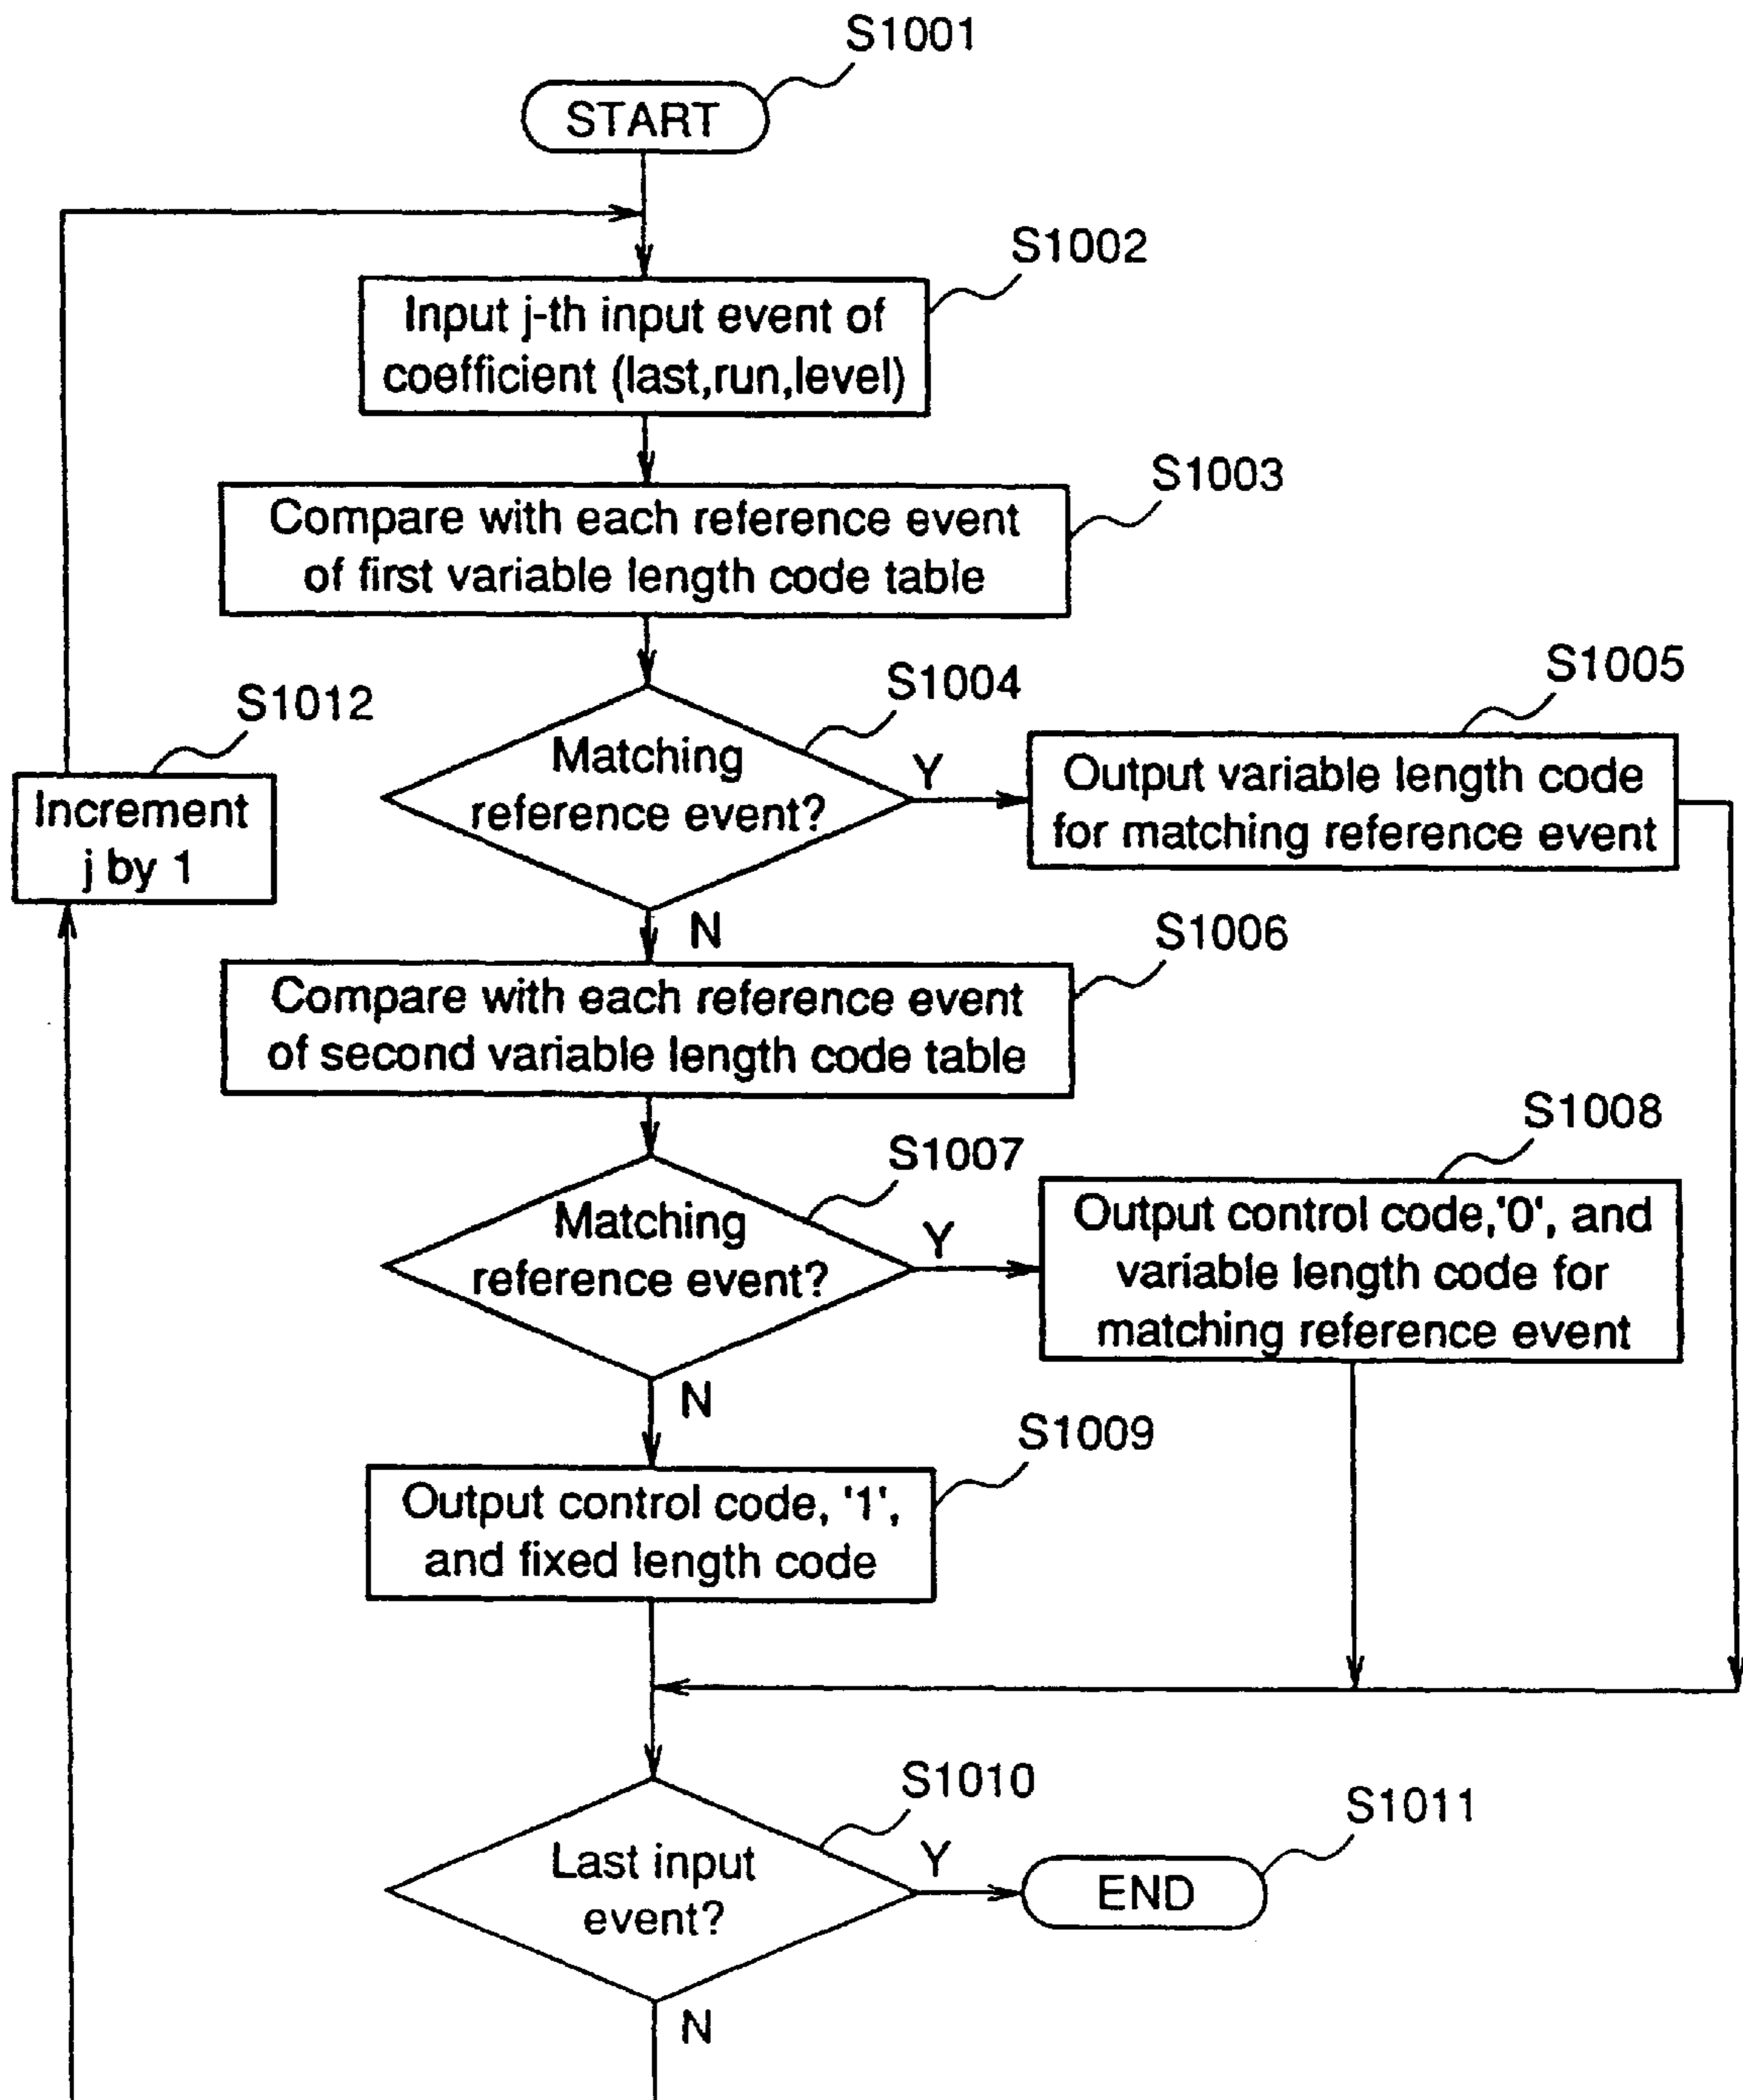 S1001
START
S1002
Input j-th input event of
coefficient (last,run,level)
S1003
Compare with each reference event
of first variable length code table
S1004
Matching
reference event?
Y
S1005
Output variable length code
for matching reference event
S1012
Increment
j by 1
N
S1006
Compare with each reference event
of second variable length code table
S1007
Matching
reference event?
Y
S1008
Output control code,'0', and
variable length code for
matching reference event
N
S1009
Output control code, '1',
and fixed length code
S1010
Last input
event?
Y
S1011
END
N